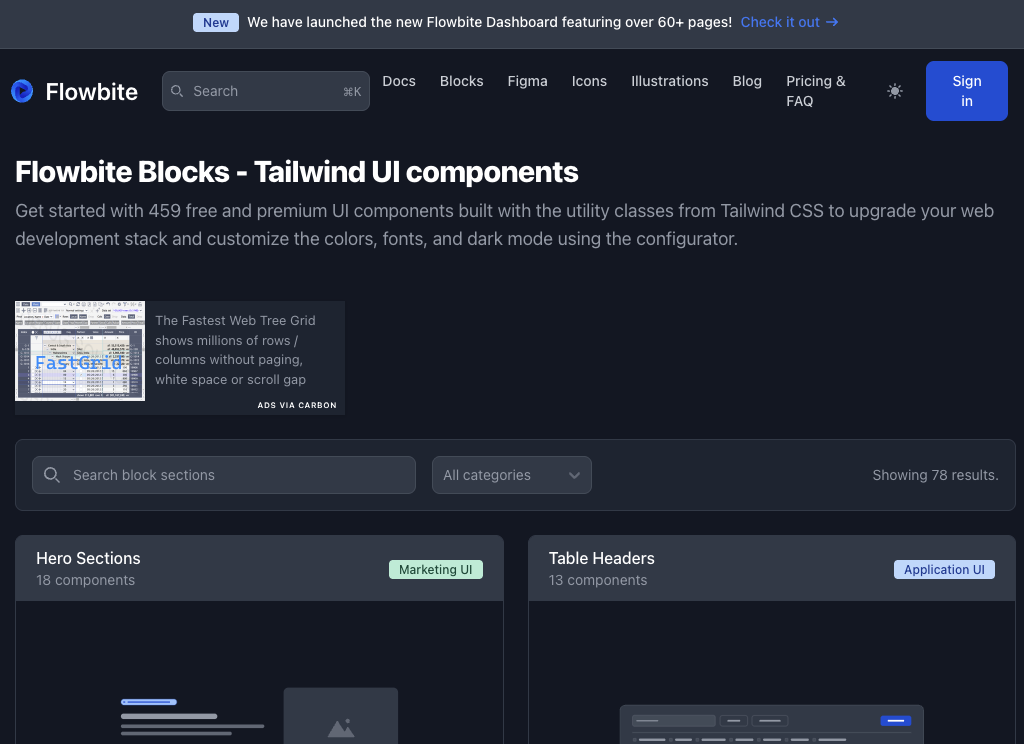 New We have launched the new Flowbite Dashboard featuring over 60+ pages! Check it out
Flowbite
Search ⌘K
Docs Blocks Figma Icons Illustrations Blog Pricing &
FAQ
Sign
in
Flowbite Blocks - Tailwind UI components
Get started with 459 free and premium UI components built with the utility classes from Tailwind CSS to upgrade your web
development stack and customize the colors, fonts, and dark mode using the configurator.
FastGrid
The Fastest Web Tree Grid
shows millions of rows /
columns without paging,
white space or scroll gap
ADS VIA CARBON
Search block sections
All categories
Showing 78 results.
Hero Sections
18 components
Marketing UI
Table Headers
13 components
Application UI